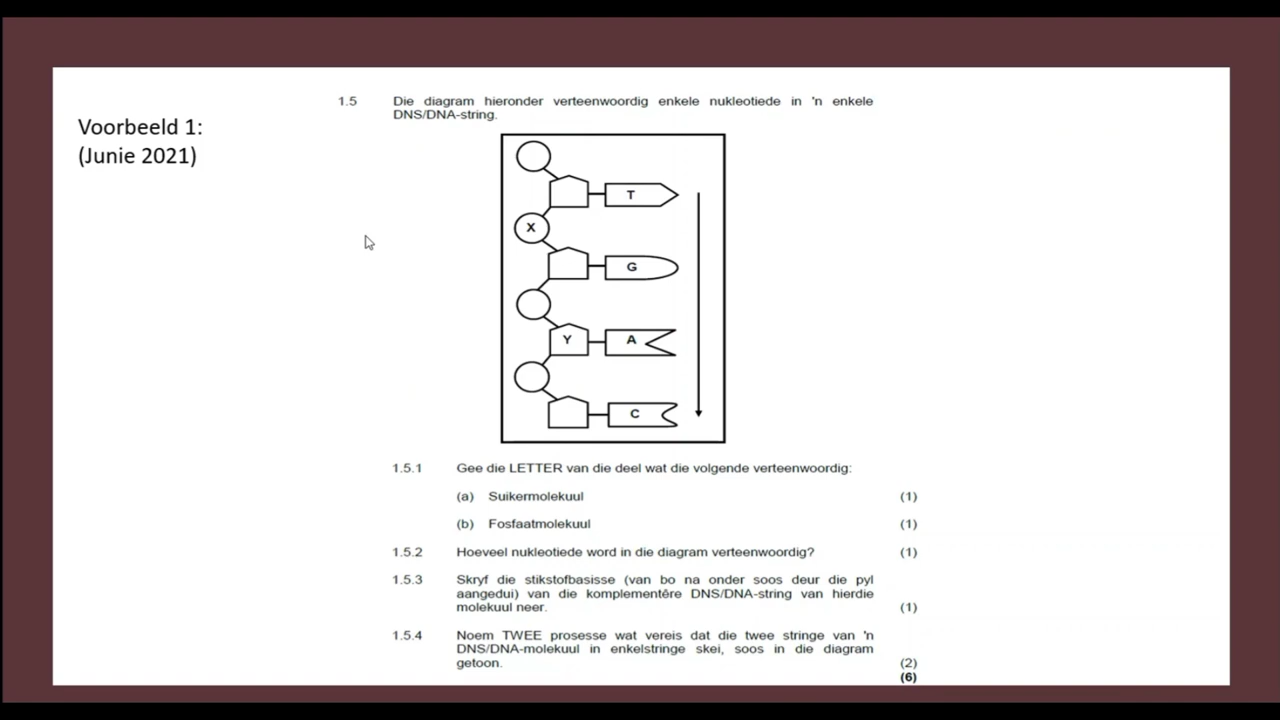 Voorbeeld 1:
(Junie 2021)
1.5 Die diagram hieronder verteenwoordig enkele nukleotiede in 'n enkele
DNS/DNA-string.
T
X
G
Y A
C
1.5.1 Gee die LETTER van die deel wat die volgende verteenwoordig:
(a) Suikermolekuul (1)
(b) Fosfaatmolekuul (1)
1.5.2 Hoeveel nukleotiede word in die diagram verteenwoordig? (1)
1.5.3 Skryf die stikstofbasisse (van bo na onder soos deur die pyl
aangedui) van die komplementêre DNS/DNA-string van hierdie
molekuul neer. (1)
1.5.4 Noem TWEE prosesse wat vereis dat die twee stringe van 'n
DNS/DNA-molekuul in enkelstringe skei, soos in die diagram
getoon. (2)
(6)